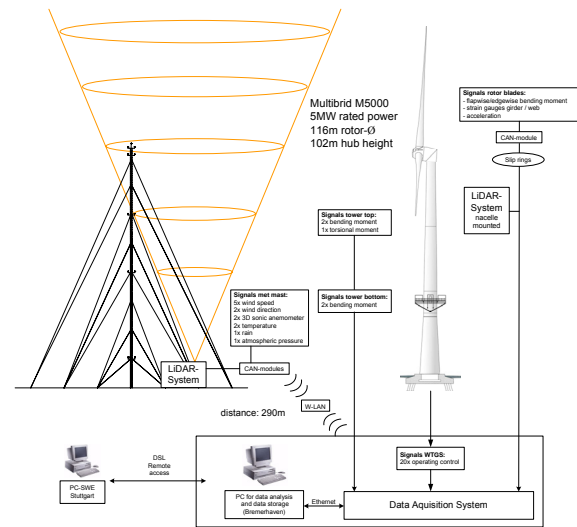 Multibrid M5000
5MW rated power
116m rotor-Ø
102m hub height
Signals rotor blades:
- flapwise/edgewise bending moment
- strain gauges girder / web
- acceleration
CAN-module
Slip rings
LiDAR-
System
nacelle
mounted
Signals tower top:
2x bending moment
1x torsional moment
Signals tower bottom:
2x bending moment
Signals met mast:
5x wind speed
2x wind direction
2x 3D sonic anemometer
2x temperature
1x rain
1x atmospheric pressure
LiDAR-
System
CAN-modules
W-LAN
distance: 290m
Signals WTGS:
20x operating control
DSL
Remote
access
PC-SWE
Stuttgart
PC for data analysis
and data storage
(Bremerhaven)
Ethernet
Data Aquisition System